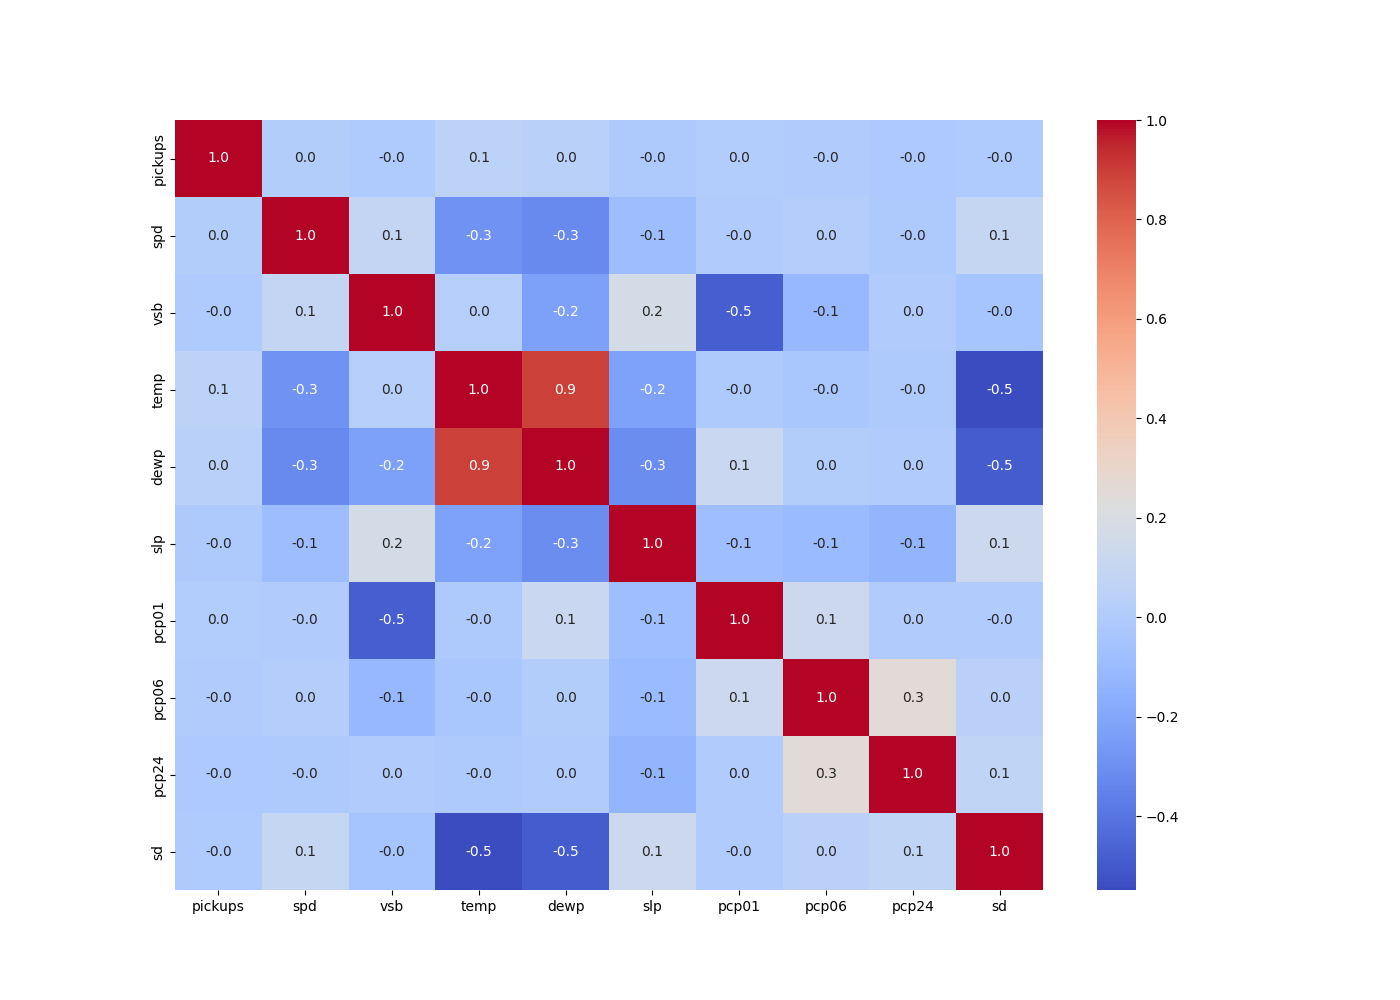 pickups 1.0 0.0 -0.0 0.1 0.0 -0.0 0.0 -0.0 -0.0 -0.0
spd 0.0 1.0 0.1 -0.3 -0.3 -0.1 -0.0 0.0 -0.0 0.1
vsb -0.0 0.1 1.0 0.0 -0.2 0.2 -0.5 -0.1 0.0 -0.0
temp 0.1 -0.3 0.0 1.0 0.9 -0.2 -0.0 -0.0 -0.0 -0.5
dewp 0.0 -0.3 -0.2 0.9 1.0 -0.3 0.1 0.0 0.0 -0.5
slp -0.0 -0.1 0.2 -0.2 -0.3 1.0 -0.1 -0.1 -0.1 0.1
pcp01 0.0 -0.0 -0.5 -0.0 0.1 -0.1 1.0 0.1 0.0 -0.0
pcp06 -0.0 0.0 -0.1 -0.0 0.0 -0.1 0.1 1.0 0.3 0.0
pcp24 -0.0 -0.0 0.0 -0.0 0.0 -0.1 0.0 0.3 1.0 0.1
sd -0.0 0.1 -0.0 -0.5 -0.5 0.1 -0.0 0.0 0.1 1.0
pickups spd vsb temp dewp slp pcp01 pcp06 pcp24 sd
1.0
0.8
0.6
0.4
0.2
0.0
−0.2
−0.4